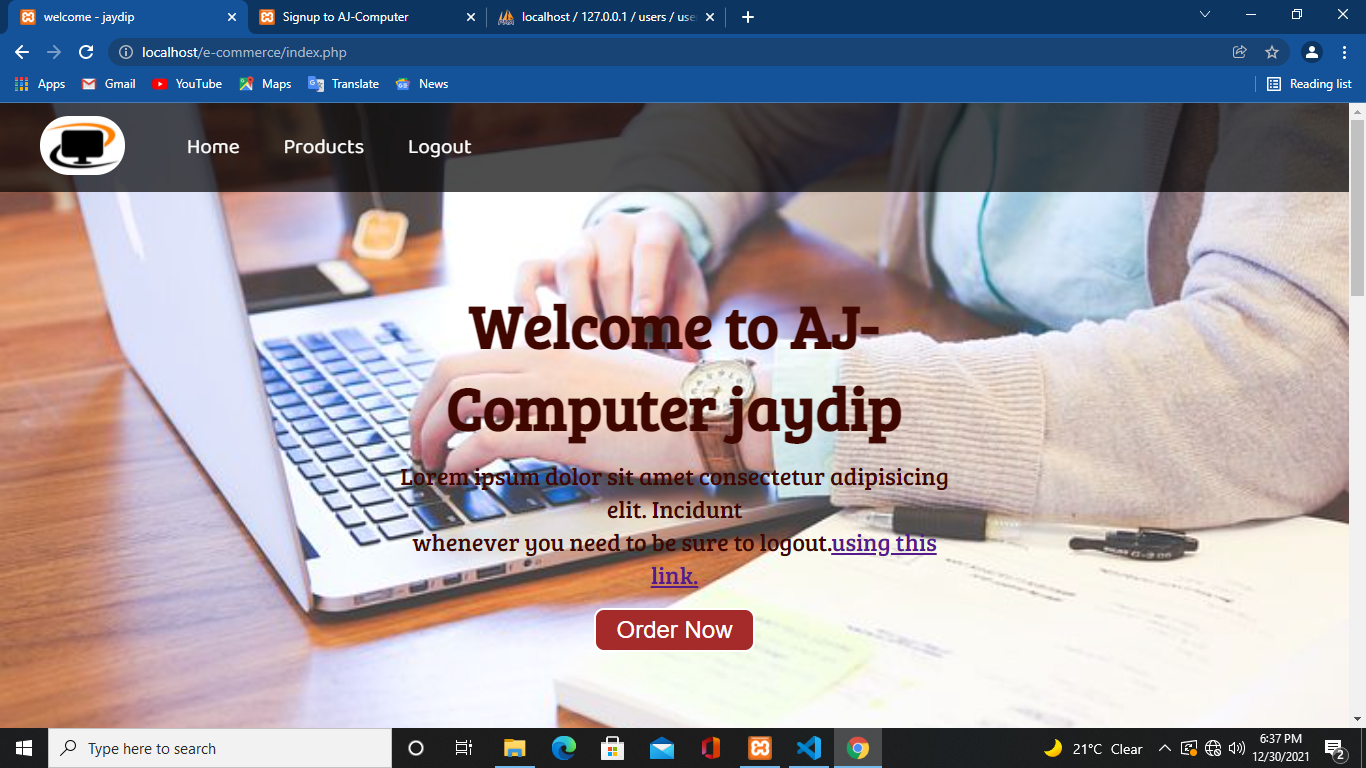 welcome - jaydip
Signup to AJ-Computer
localhost / 127.0.0.1 / users / use
localhost/e-commerce/index.php
Apps
Gmail
YouTube
Maps
Translate
News
Reading list
Home
Products
Logout
Welcome to AJ-
Computer jaydip
Lorem ipsum dolor sit amet consectetur adipisicing
elit. Incidunt
whenever you need to be sure to logout.using this
link.
Order Now
Type here to search
21°C Clear
6:37 PM
12/30/2021
2